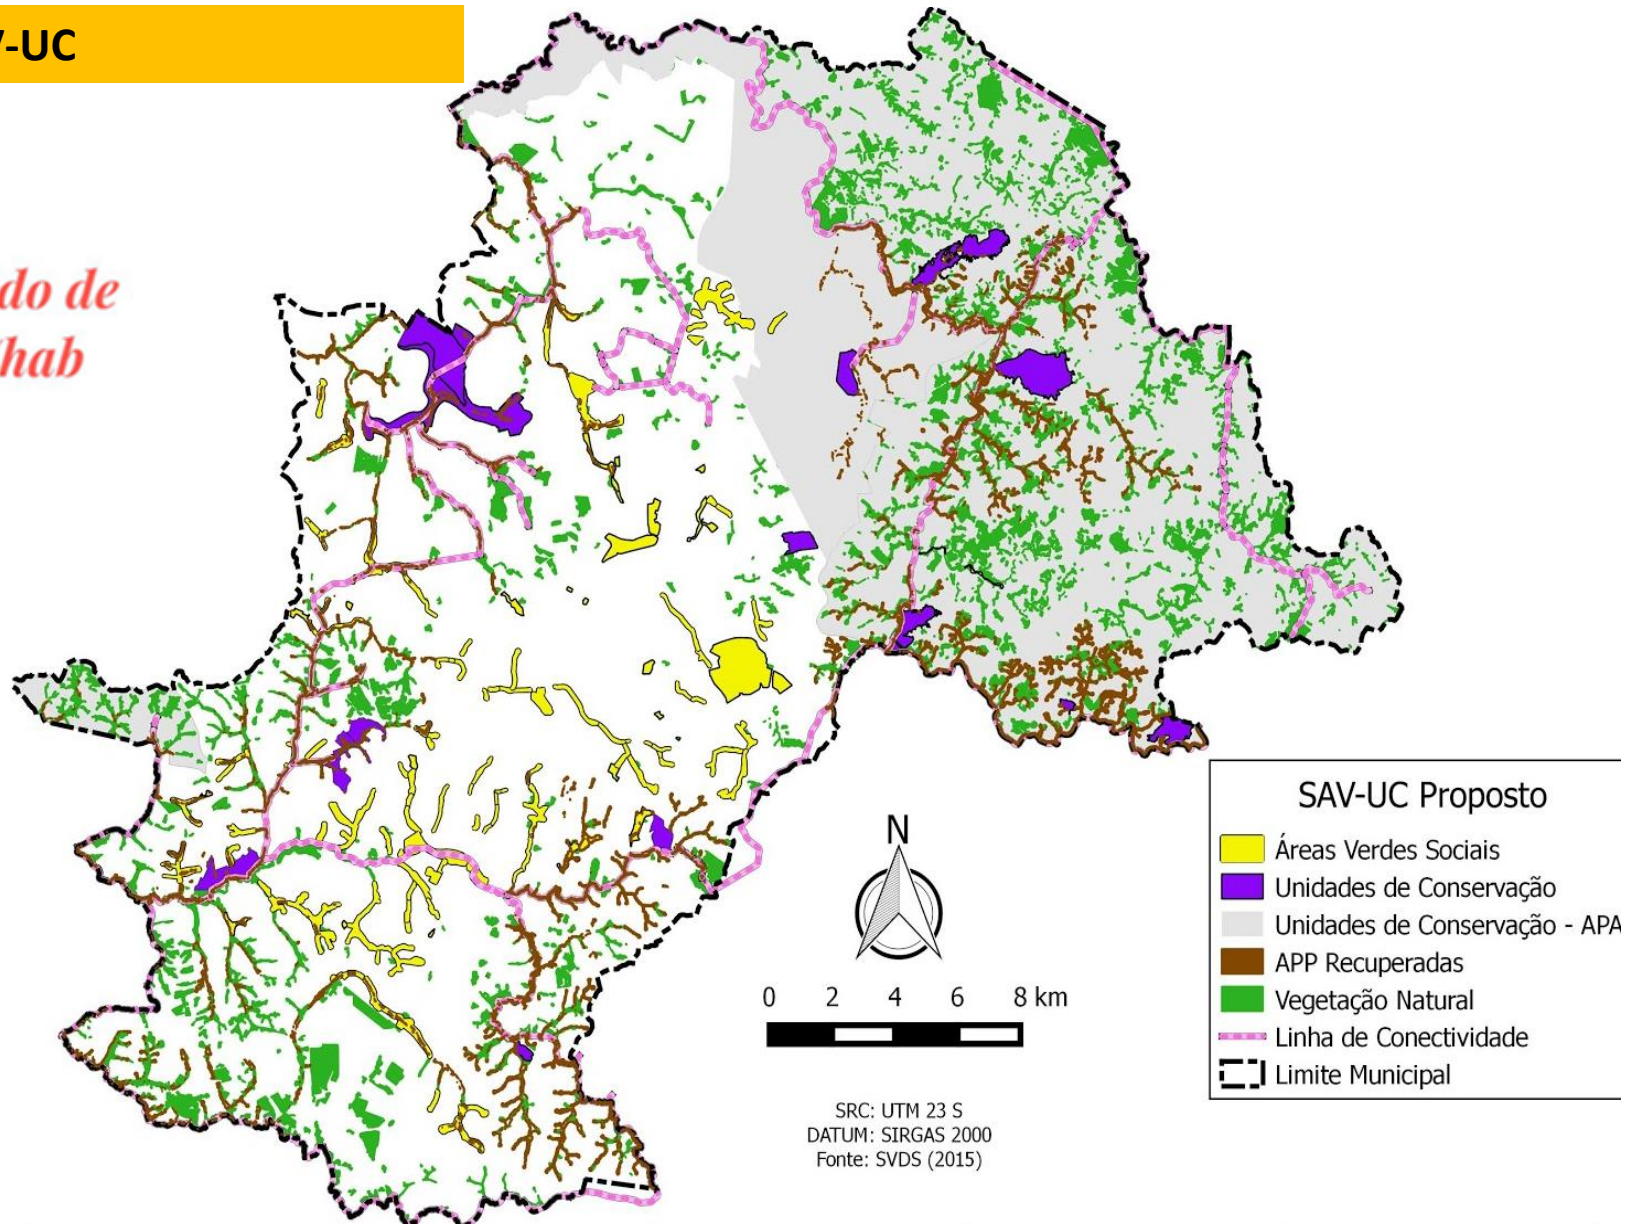 -UC
do de
hab
SAV-UC Proposto
Áreas Verdes Sociais
Unidades de Conservação
Unidades de Conservação - APA
APP Recuperadas
Vegetação Natural
Linha de Conectividade
Limite Municipal
N
0 2 4 6 8 km
SRC: UTM 23 S
DATUM: SIRGAS 2000
Fonte: SVDS (2015)